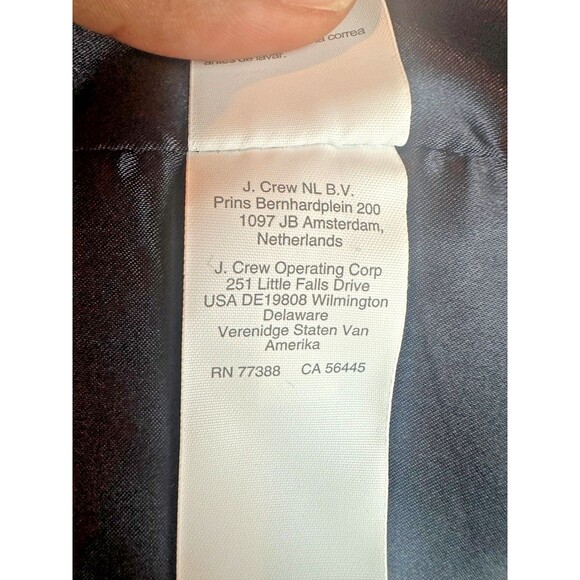 correa
antes de lavar.
J. Crew NL B.V.
Prins Bernhardplein 200
1097 JB Amsterdam,
Netherlands
J. Crew Operating Corp
251 Little Falls Drive
USA DE19808 Wilmington
Delaware
Verenidge Staten Van
Amerika
RN 77388 CA 56445